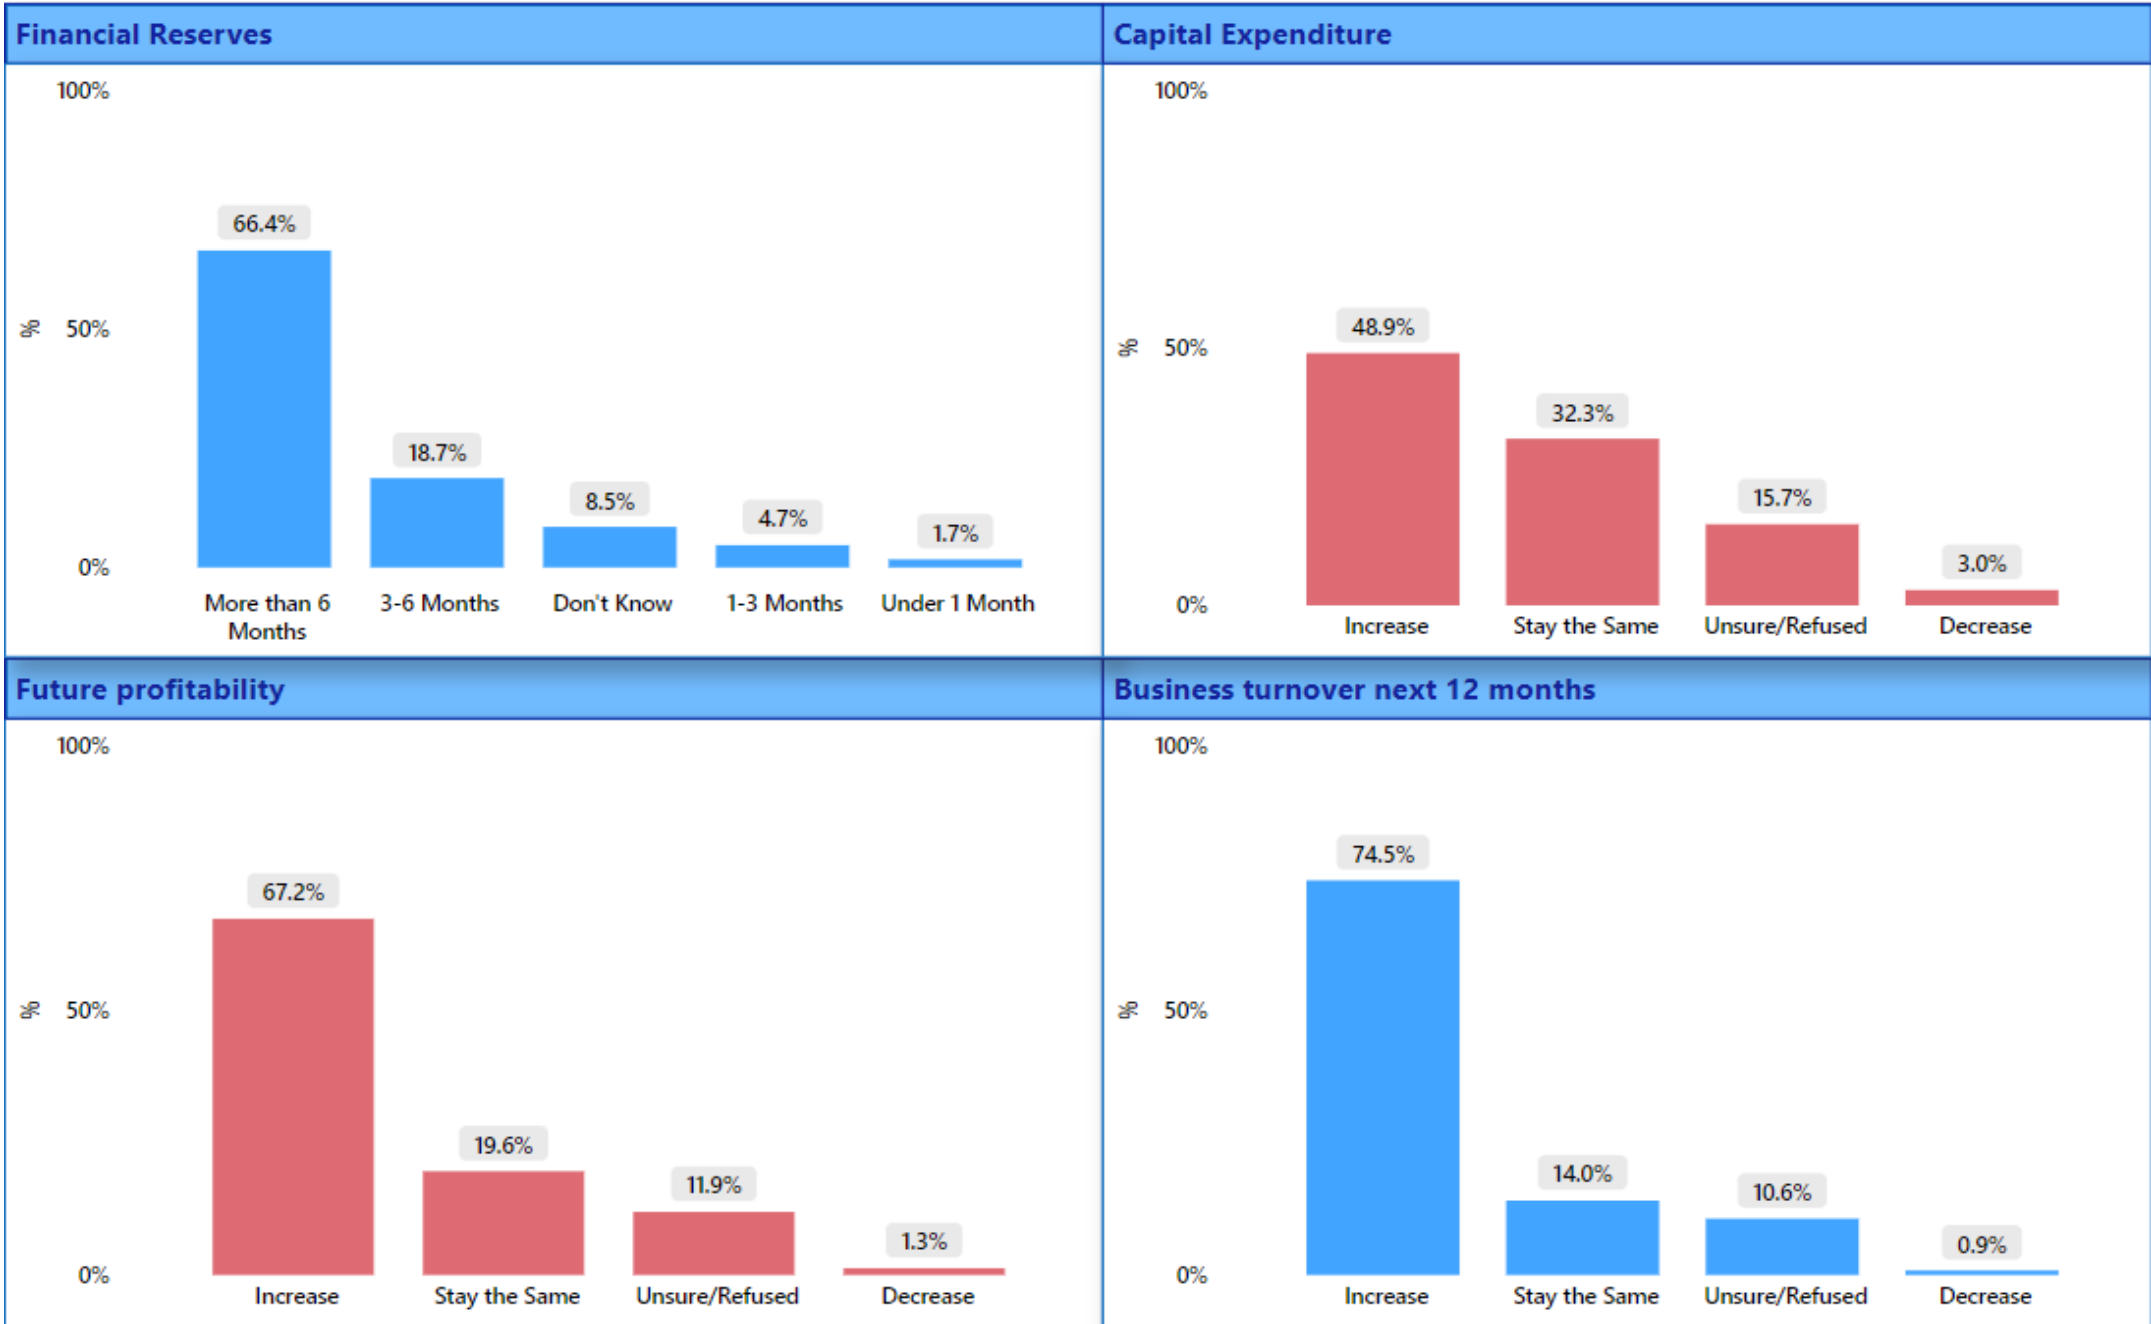 Financial Reserves
100%
50%
0%
%
66.4%
18.7%
8.5%
4.7%
1.7%
More than 6
Months
3-6 Months
Don't Know
1-3 Months
Under 1 Month
Capital Expenditure
100%
50%
0%
%
48.9%
32.3%
15.7%
3.0%
Increase
Stay the Same
Unsure/Refused
Decrease
Future profitability
100%
50%
0%
%
67.2%
19.6%
11.9%
1.3%
Increase
Stay the Same
Unsure/Refused
Decrease
Business turnover next 12 months
100%
50%
0%
%
74.5%
14.0%
10.6%
0.9%
Increase
Stay the Same
Unsure/Refused
Decrease